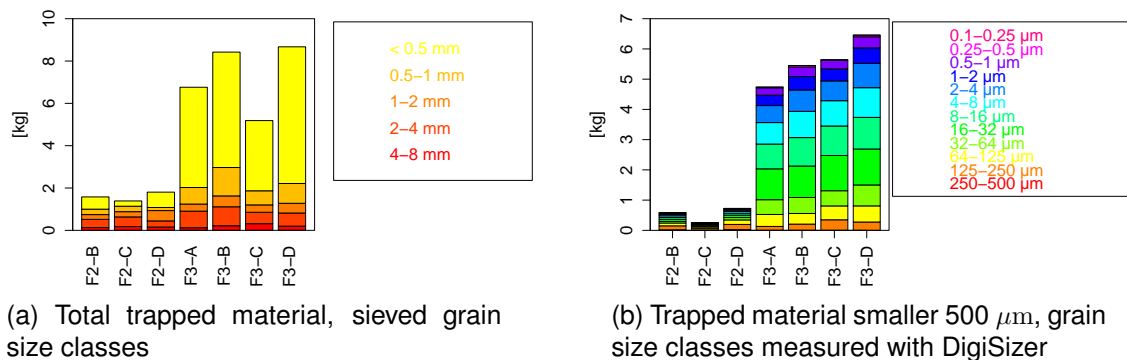 10
8
6
4
2
0
[kg]
F2–B
F2–C
F2–D
F3–A
F3–B
F3–C
F3–D
< 0.5 mm
0.5–1 mm
1–2 mm
2–4 mm
4–8 mm
(a) Total trapped material, sieved grain
size classes
7
6
5
4
3
2
1
0
[kg]
F2–B
F2–C
F2–D
F3–A
F3–B
F3–C
F3–D
0.1–0.25 µm
0.25–0.5 µm
0.5–1 µm
1–2 µm
2–4 µm
4–8 µm
8–16 µm
16–32 µm
32–64 µm
64–125 µm
125–250 µm
250–500 µm
(b) Trapped material smaller 500 µm, grain
size classes measured with DigiSizer